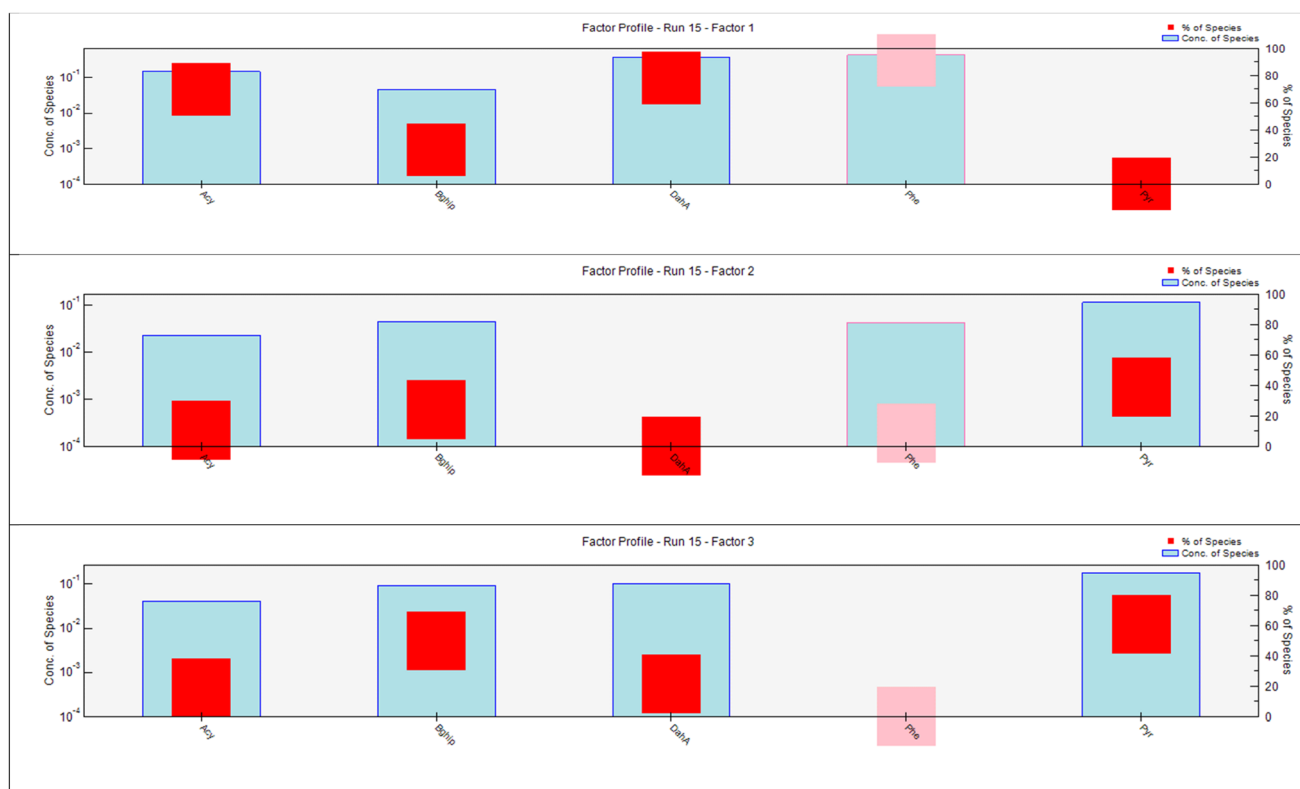 Factor Profile - Run 15 - Factor 1
% of Species
Conc. of Species
Conc. of Species
10⁻¹
10⁻²
10⁻³
10⁻⁴
100
80
60
40
20
0
% of Species
Acy
Bghip
DahA
Phe
Pyr
Factor Profile - Run 15 - Factor 2
% of Species
Conc. of Species
Conc. of Species
10⁻¹
10⁻²
10⁻³
10⁻⁴
100
80
60
40
20
0
% of Species
Acy
Bghip
DahA
Phe
Pyr
Factor Profile - Run 15 - Factor 3
% of Species
Conc. of Species
Conc. of Species
10⁻¹
10⁻²
10⁻³
10⁻⁴
100
80
60
40
20
0
% of Species
Acy
Bghip
DahA
Phe
Pyr